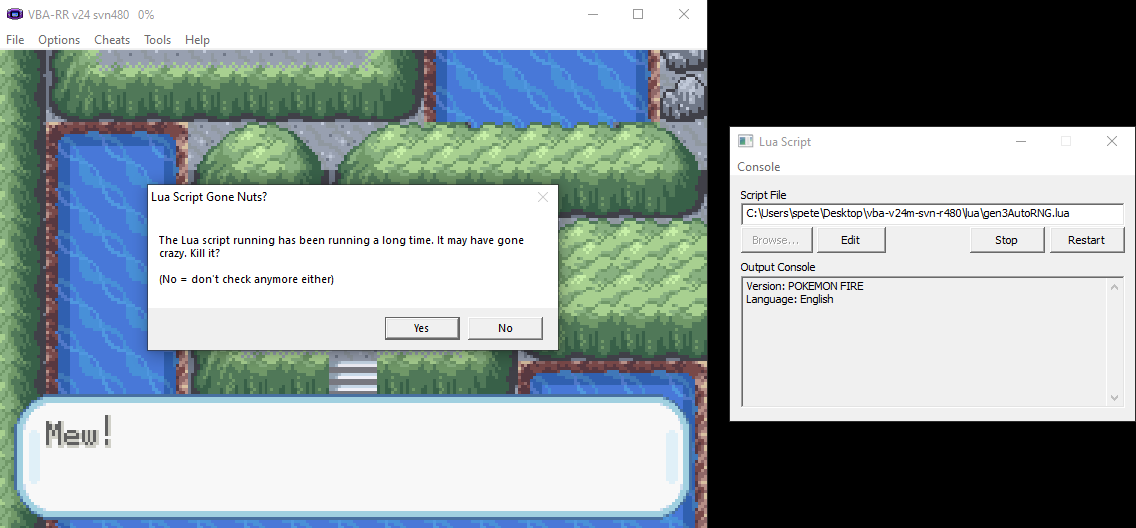 VBA-RR v24 svn480 0%
File Options Cheats Tools Help
Lua Script Gone Nuts?
The Lua script running has been running a long time. It may have gone
crazy. Kill it?
(No = don't check anymore either)
Yes No
Mew!
Lua Script
Console
Script File
C:\Users\spete\Desktop\vba-v24m-svn-r480\lua\gen3AutoRNG.lua
Browse... Edit Stop Restart
Output Console
Version: POKEMON FIRE
Language: English